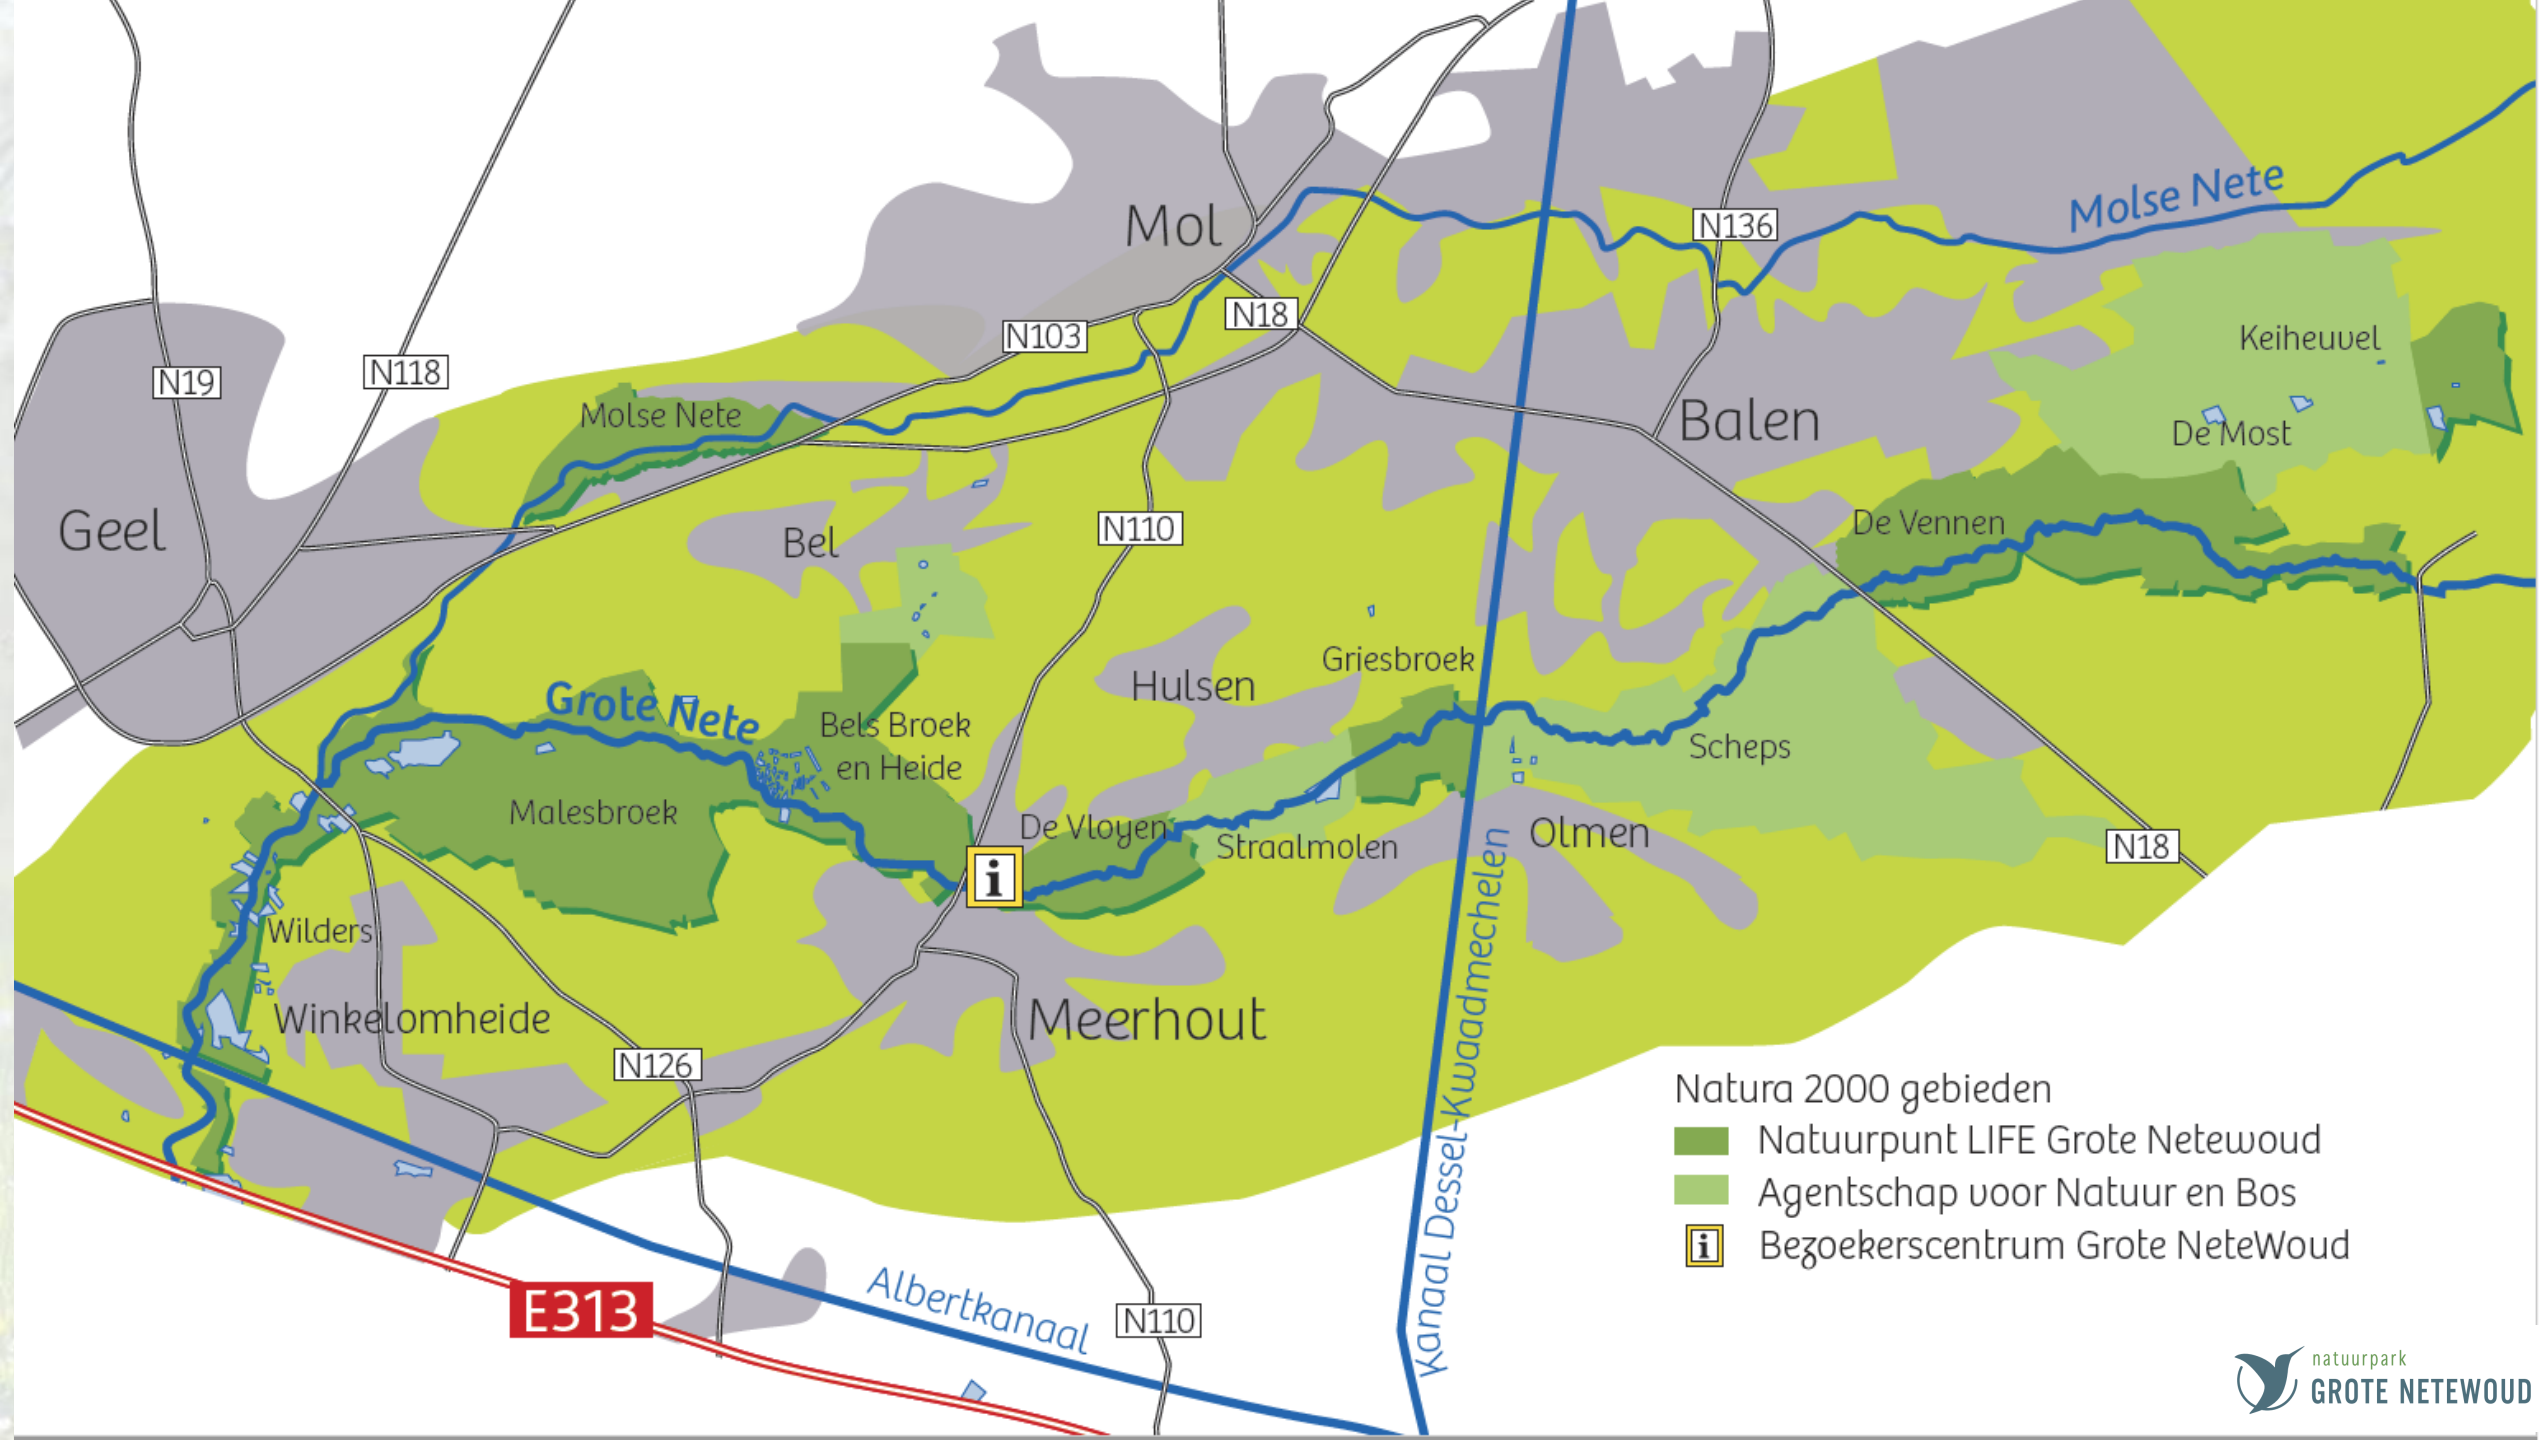 Molse Nete
Mol
N136
N18
N103
N19
N118
Keiheuvel
Molse Nete
Balen
De Most
Geel
Bel
N110
De Vennen
Griesbroek
Hulsen
Grote Nete
Bels Broek
en Heide
Scheps
Malesbroek
De Vloyen
Straalmolen
Olmen
N18
i
Wilders
Winkelomheide
Meerhout
N126
Kanaal Dessel-Kwaadmechelen
Natura 2000 gebieden
Natuurpunt LIFE Grote Netewoud
Agentschap voor Natuur en Bos
i Bezoekerscentrum Grote NeteWoud
E313
Albertkanaal
N110
natuurpark
GROTE NETEWOUD